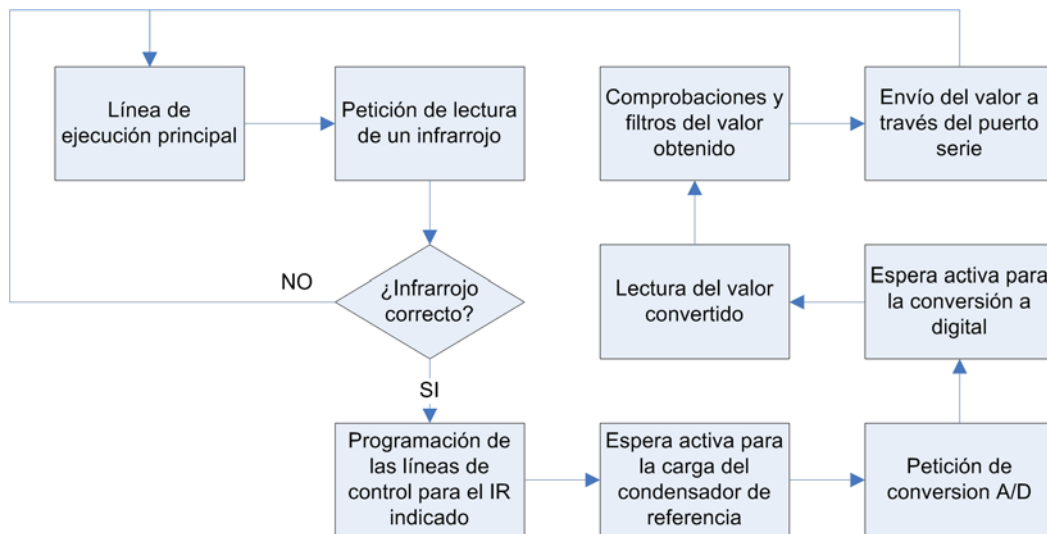 Línea de
ejecución principal
Petición de lectura
de un infrarrojo
Comprobaciones y
filtros del valor
obtenido
Envío del valor a
través del puerto
serie
NO
¿Infrarrojo
correcto?
Lectura del valor
convertido
Espera activa para
la conversión a
digital
SI
Programación de
las líneas de
control para el IR
indicado
Espera activa para
la carga del
condensador de
referencia
Petición de
conversion A/D